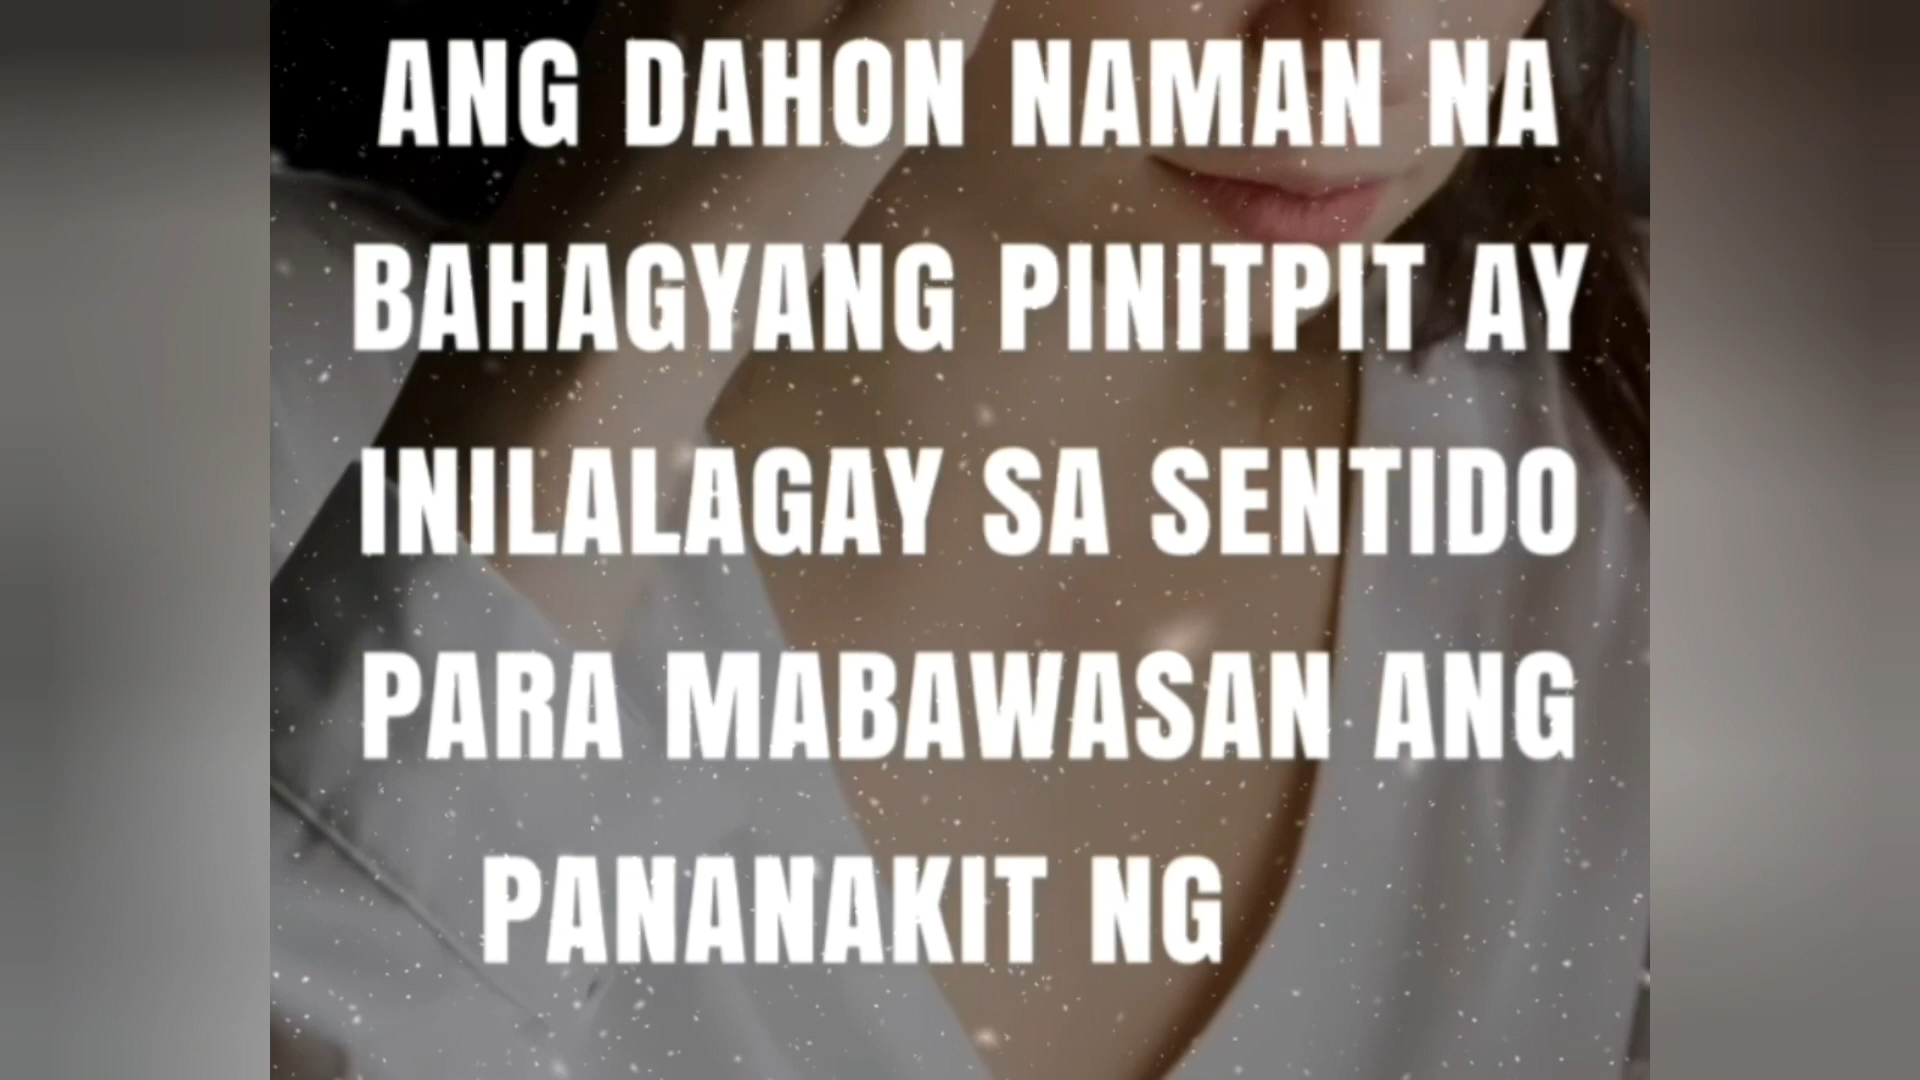 ANG DAHON NAMAN NA
BAHAGYANG PINITPIT AY
INILALAGAY SA SENTIDO
PARA MABAWASAN ANG
PANANAKIT NG